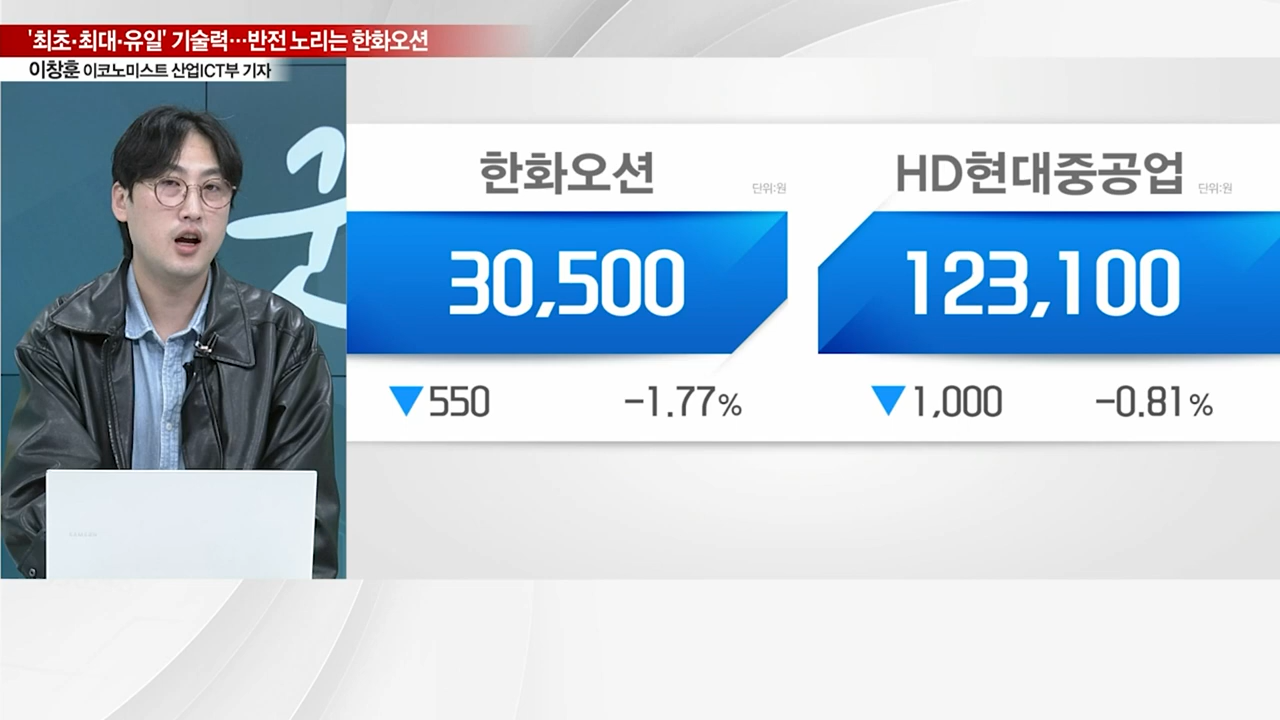 '최초·최대·유일' 기술력…반전 노리는 한화오션
이창훈 이코노미스트 산업ICT부 기자
한화오션 단위:원
30,500
▼550 -1.77%
HD현대중공업 단위:원
123,100
▼1,000 -0.81%
SAMSUNG